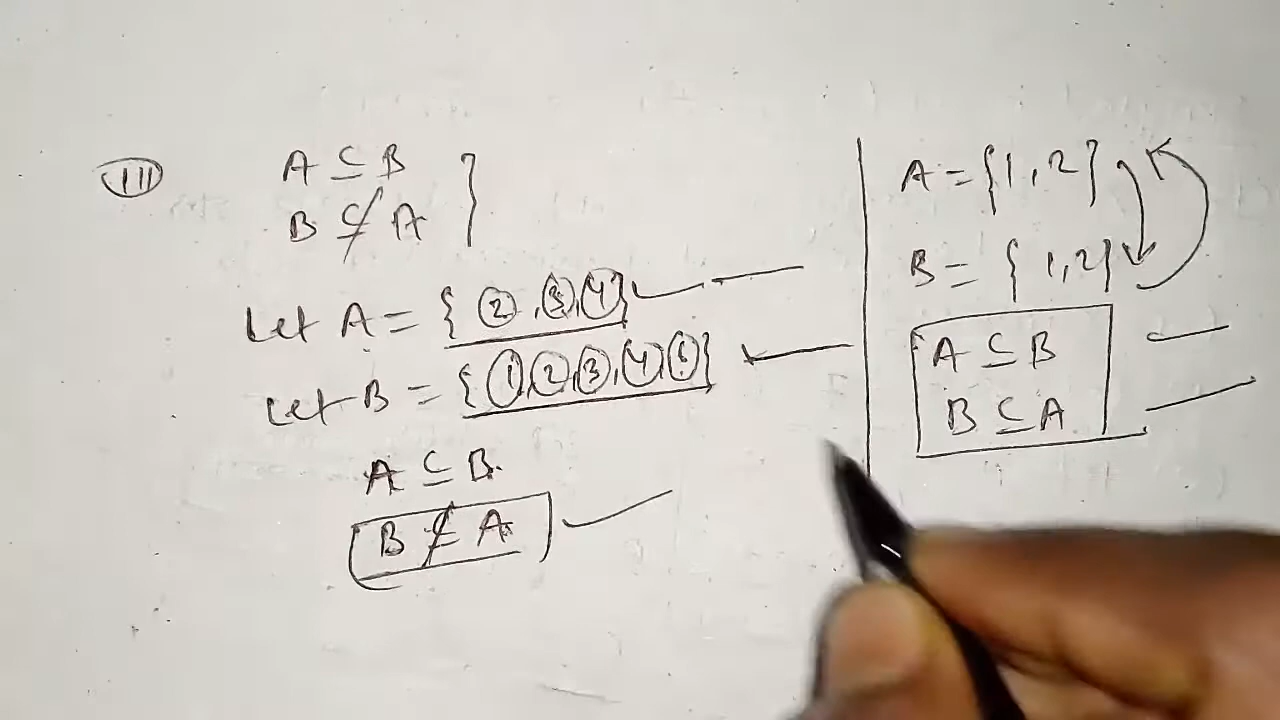 (III)
A ⊆ B
B ⊈ A }
Let A = {2, 3, 4}
Let B = {1, 2, 3, 4, 5}
A ⊆ B.
B ⊈ A
A = {1, 2}
B = {1, 2}
A ⊆ B
B ⊆ A